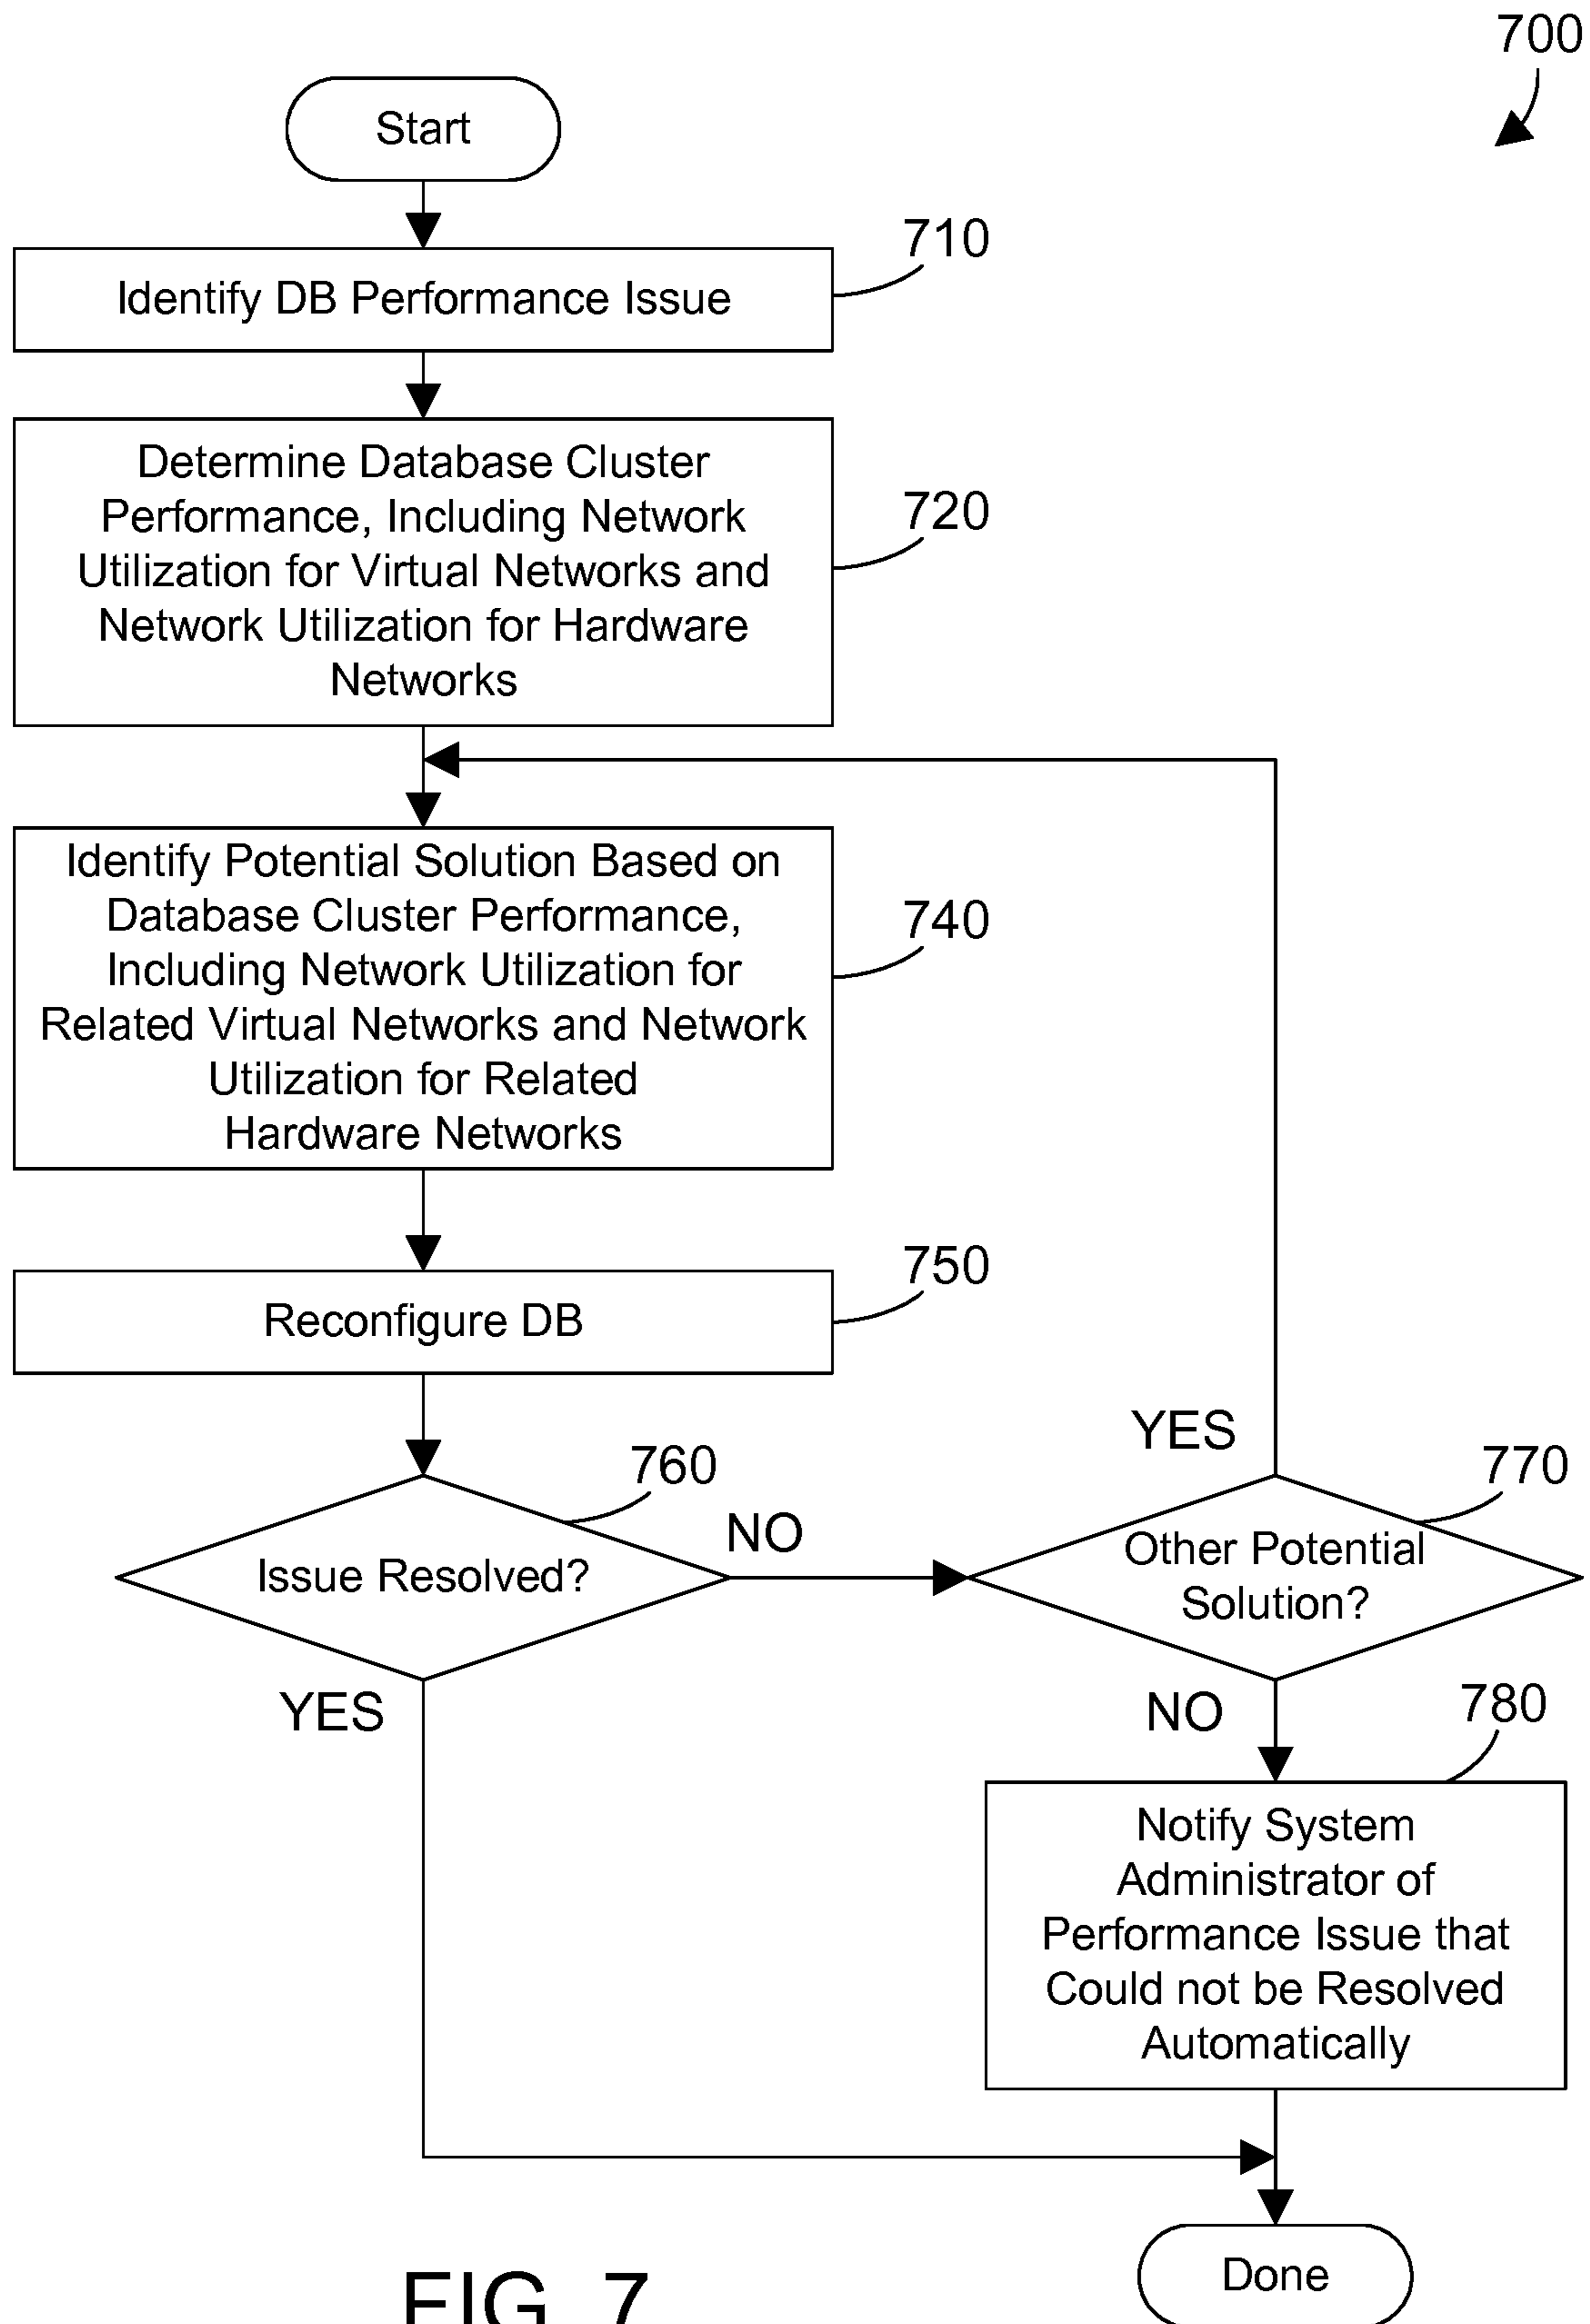 700
Start
710
Identify DB Performance Issue
Determine Database Cluster
Performance, Including Network
Utilization for Virtual Networks and
Network Utilization for Hardware
Networks
720
Identify Potential Solution Based on
Database Cluster Performance,
Including Network Utilization for
Related Virtual Networks and Network
Utilization for Related
Hardware Networks
740
750
Reconfigure DB
YES
760
770
NO
Issue Resolved?
Other Potential
Solution?
YES
NO
780
Notify System
Administrator of
Performance Issue that
Could not be Resolved
Automatically
Done
FIG. 7